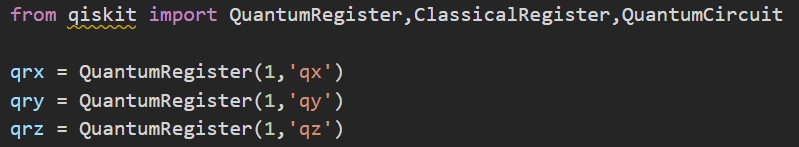 from qiskit import QuantumRegister,ClassicalRegister,QuantumCircuit
qrx = QuantumRegister(1,'qx')
qry = QuantumRegister(1,'qy')
qrz = QuantumRegister(1,'qz')